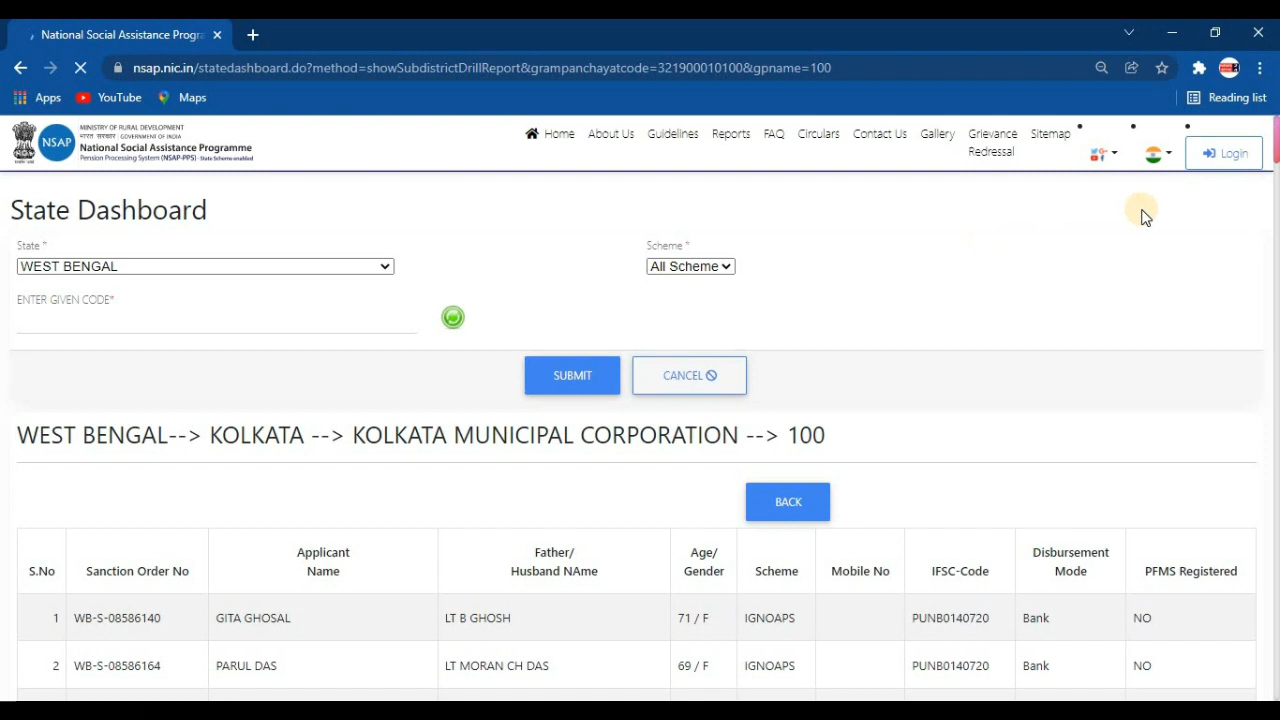 National Social Assistance Progra
nsap.nic.in/statedashboard.do?method=showSubdistrictDrillReport&grampanchayatcode=321900010100&gpname=100
Apps YouTube Maps Reading list
MINISTRY OF RURAL DEVELOPMENT
भारत सरकार | GOVERNMENT OF INDIA
NSAP
National Social Assistance Programme
Pension Processing System (NSAP-PPS) - State Scheme enabled
Home About Us Guidelines Reports FAQ Circulars Contact Us Gallery Grievance Redressal Sitemap
Login
State Dashboard
State * Scheme *
WEST BENGAL All Scheme
ENTER GIVEN CODE*
SUBMIT CANCEL
WEST BENGAL--> KOLKATA --> KOLKATA MUNICIPAL CORPORATION --> 100
BACK
S.No Sanction Order No Applicant Name Father/ Husband NAme Age/ Gender Scheme Mobile No IFSC-Code Disbursement Mode PFMS Registered
1 WB-S-08586140 GITA GHOSAL LT B GHOSH 71 / F IGNOAPS PUNB0140720 Bank NO
2 WB-S-08586164 PARUL DAS LT MORAN CH DAS 69 / F IGNOAPS PUNB0140720 Bank NO